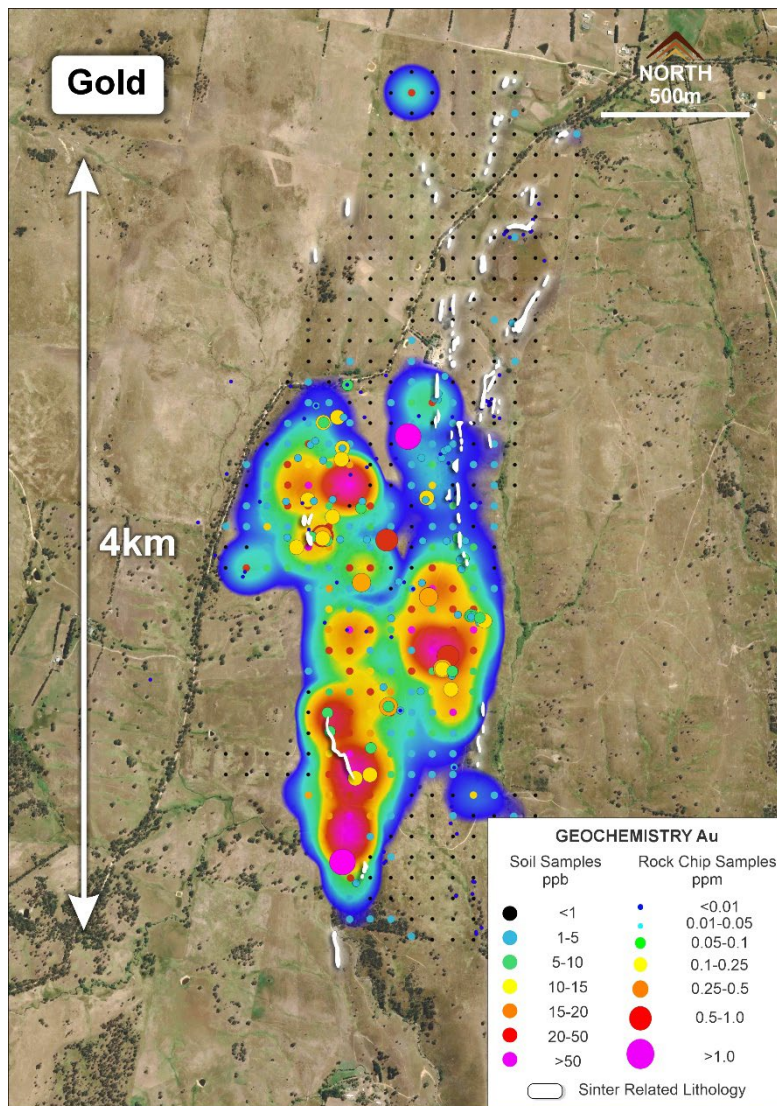 Gold
NORTH
500m
4km
GEOCHEMISTRY Au
Soil Samples Rock Chip Samples
ppb ppm
<1 <0.01
1-5 0.01-0.05
5-10 0.05-0.1
10-15 0.1-0.25
15-20 0.25-0.5
20-50 0.5-1.0
>50 >1.0
Sinter Related Lithology